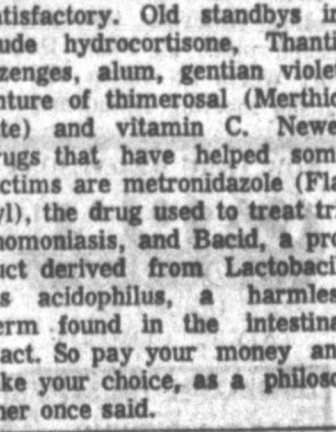 atisfactory. Old standbys in
ude hydrocortisone, Thanti
zenges, alum, gentian viole
nture of thimerosal (Merthio
te) and vitamin C. Newe
rugs that have helped som
ctims are metronidazole (Fla
yl), the drug used to treat tri
homoniasis, and Bacid, a pro
uct derived from Lactobaci
s acidophilus, a harmles
erm found in the intestina
act. So pay your money an
ke your choice, as a philoso
her once said.